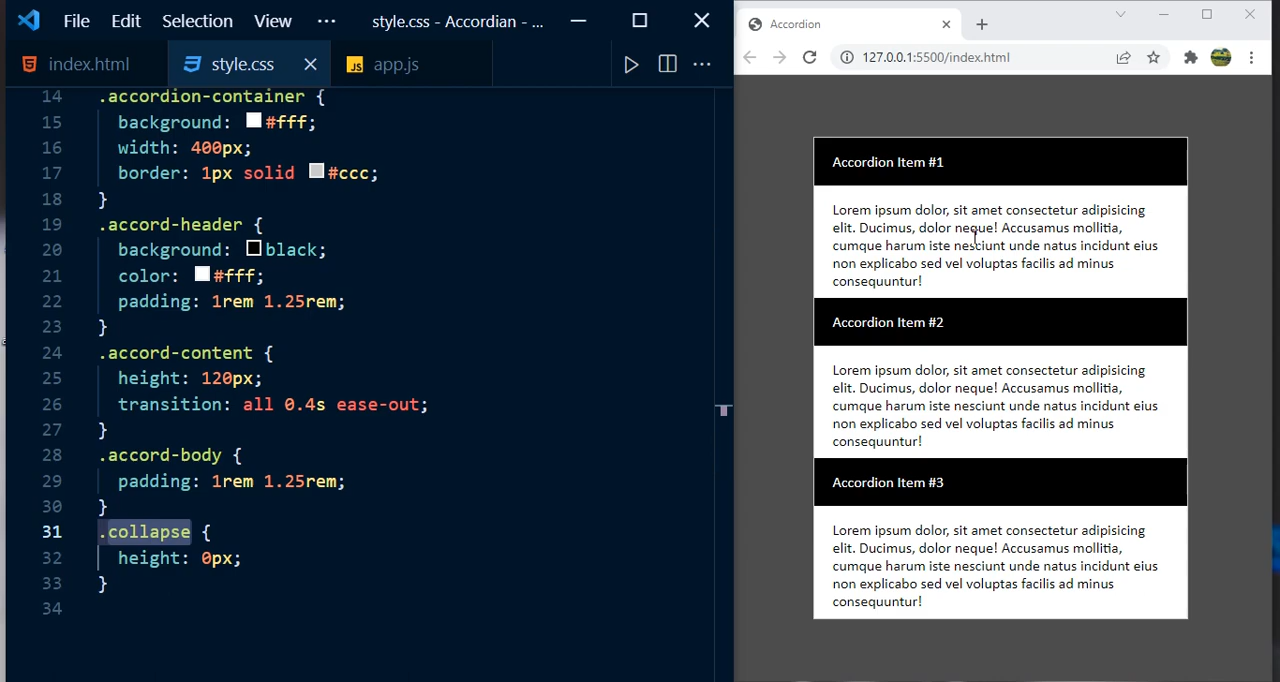 File Edit Selection View ··· style.css - Accordian - ...
index.html style.css app.js
14 .accordion-container {
15 background: #fff;
16 width: 400px;
17 border: 1px solid #ccc;
18 }
19 .accord-header {
20 background: black;
21 color: #fff;
22 padding: 1rem 1.25rem;
23 }
24 .accord-content {
25 height: 120px;
26 transition: all 0.4s ease-out;
27 }
28 .accord-body {
29 padding: 1rem 1.25rem;
30 }
31 .collapse {
32 height: 0px;
33 }
34
Accordion
127.0.0.1:5500/index.html
Accordion Item #1
Lorem ipsum dolor, sit amet consectetur adipisicing
elit. Ducimus, dolor neque! Accusamus mollitia,
cumque harum iste nesciunt unde natus incidunt eius
non explicabo sed vel voluptas facilis ad minus
consequuntur!
Accordion Item #2
Lorem ipsum dolor, sit amet consectetur adipisicing
elit. Ducimus, dolor neque! Accusamus mollitia,
cumque harum iste nesciunt unde natus incidunt eius
non explicabo sed vel voluptas facilis ad minus
consequuntur!
Accordion Item #3
Lorem ipsum dolor, sit amet consectetur adipisicing
elit. Ducimus, dolor neque! Accusamus mollitia,
cumque harum iste nesciunt unde natus incidunt eius
non explicabo sed vel voluptas facilis ad minus
consequuntur!